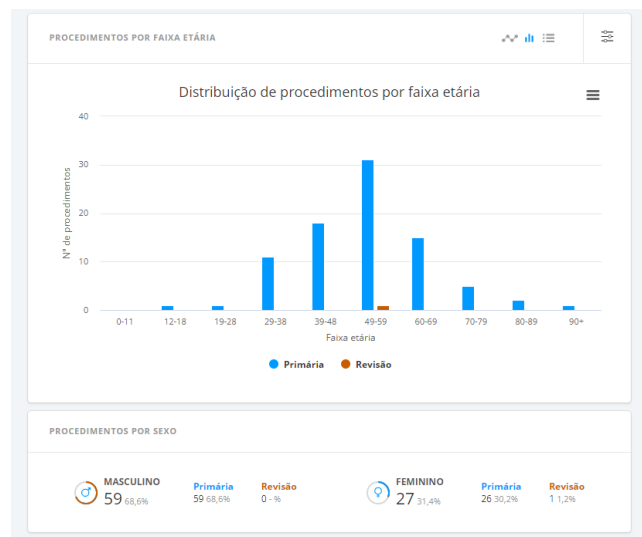 PROCEDIMENTOS POR FAIXA ETÁRIA
Distribuição de procedimentos por faixa etária
Nº de procedimentos
40
30
20
10
0
0-11 12-18 19-28 29-38 39-48 49-59 60-69 70-79 80-89 90+
Faixa etária
Primária Revisão
PROCEDIMENTOS POR SEXO
MASCULINO
59 68,6%
Primária
59 68,6%
Revisão
0 - %
FEMININO
27 31,4%
Primária
26 30,2%
Revisão
1 1,2%